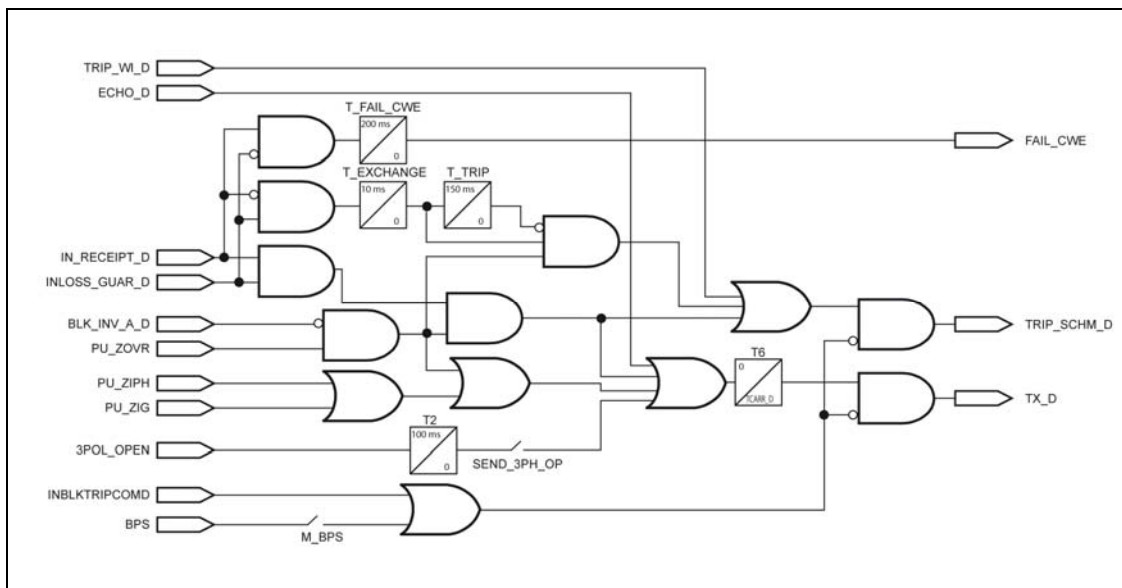 TRIP_WI_D
ECHO_D
T_FAIL_CWE
200 ms
0
FAIL_CWE
T_EXCHANGE
10 ms
0
T_TRIP
150 ms
0
IN_RECEIPT_D
INLOSS_GUAR_D
BLK_INV_A_D
PU_ZOVR
TRIP_SCHM_D
T6
0
TCARR_D
PU_ZIPH
PU_ZIG
TX_D
T2
100 ms
0
3POL_OPEN
SEND_3PH_OP
INBLKTRIPCOMD
BPS
M_BPS